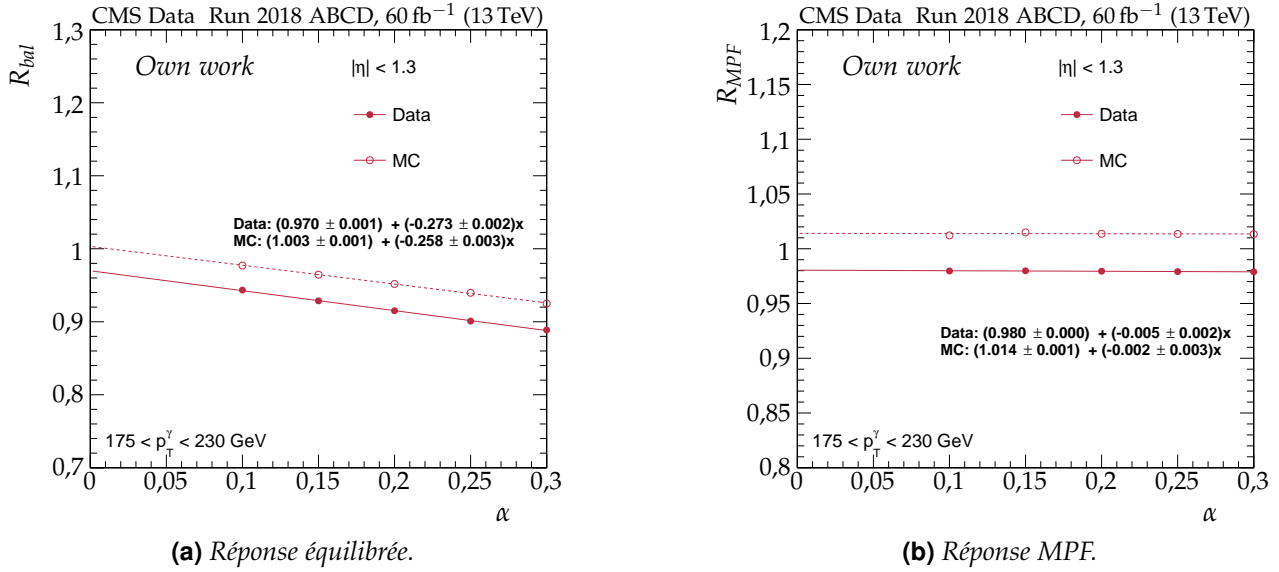 CMS Data Run 2018 ABCD, 60 fb⁻¹ (13 TeV)
R_bal
1,3
1,2
1,1
1
0,9
0,8
0,7
Own work
|η| < 1.3
Data
MC
Data: (0.970 ± 0.001) + (-0.273 ± 0.002)x
MC: (1.003 ± 0.001) + (-0.258 ± 0.003)x
175 < p_T^γ < 230 GeV
0 0,05 0,1 0,15 0,2 0,25 0,3
α
(a) Réponse équilibrée.
CMS Data Run 2018 ABCD, 60 fb⁻¹ (13 TeV)
R_MPF
1,2
1,15
1,1
1,05
1
0,95
0,9
0,85
0,8
Own work
|η| < 1.3
Data
MC
Data: (0.980 ± 0.000) + (-0.005 ± 0.002)x
MC: (1.014 ± 0.001) + (-0.002 ± 0.003)x
175 < p_T^γ < 230 GeV
0 0,05 0,1 0,15 0,2 0,25 0,3
α
(b) Réponse MPF.